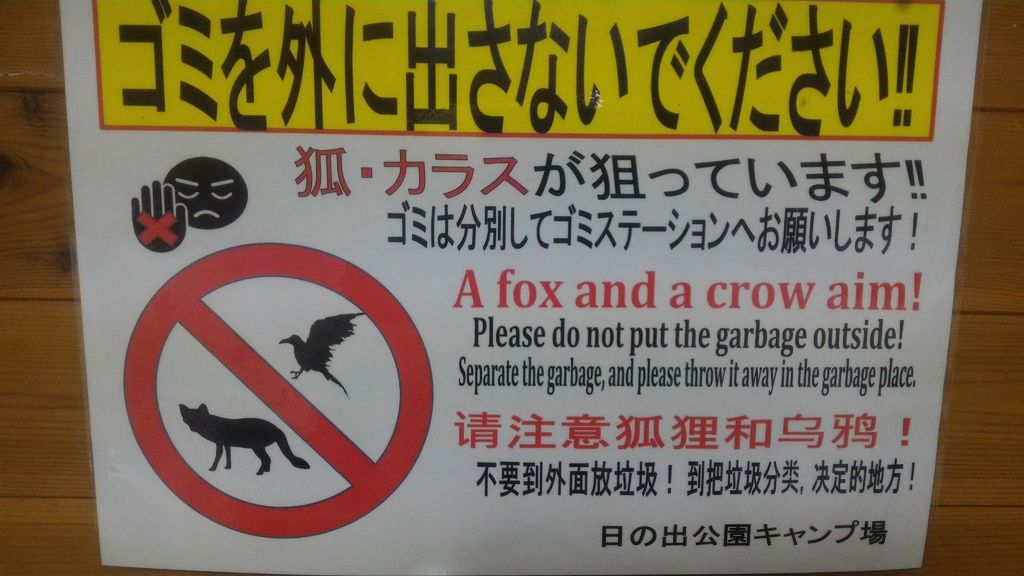 ゴミを外に出さないでください!!
狐・カラスが狙っています!!
ゴミは分別してゴミステーションへお願いします！
A fox and a crow aim!
Please do not put the garbage outside!
Separate the garbage, and please throw it away in the garbage place.
请注意狐狸和乌鸦！
不要到外面放垃圾！到把垃圾分类,决定的地方！
日の出公園キャンプ場